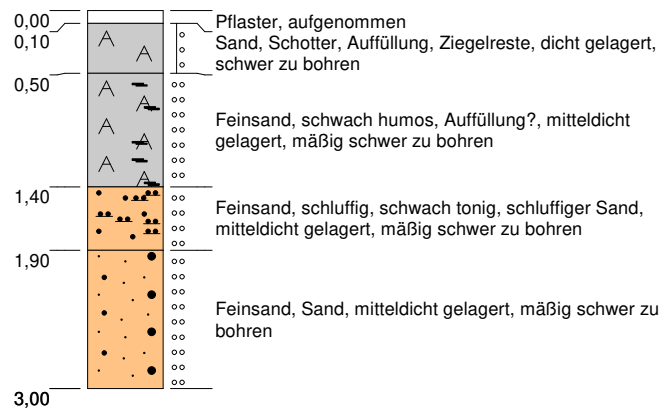 0,00 Pflaster, aufgenommen
0,10 Sand, Schotter, Auffüllung, Ziegelreste, dicht gelagert,
schwer zu bohren
0,50
Feinsand, schwach humos, Auffüllung?, mitteldicht
gelagert, mäßig schwer zu bohren
1,40
Feinsand, schluffig, schwach tonig, schluffiger Sand,
mitteldicht gelagert, mäßig schwer zu bohren
1,90
Feinsand, Sand, mitteldicht gelagert, mäßig schwer zu
bohren
3,00